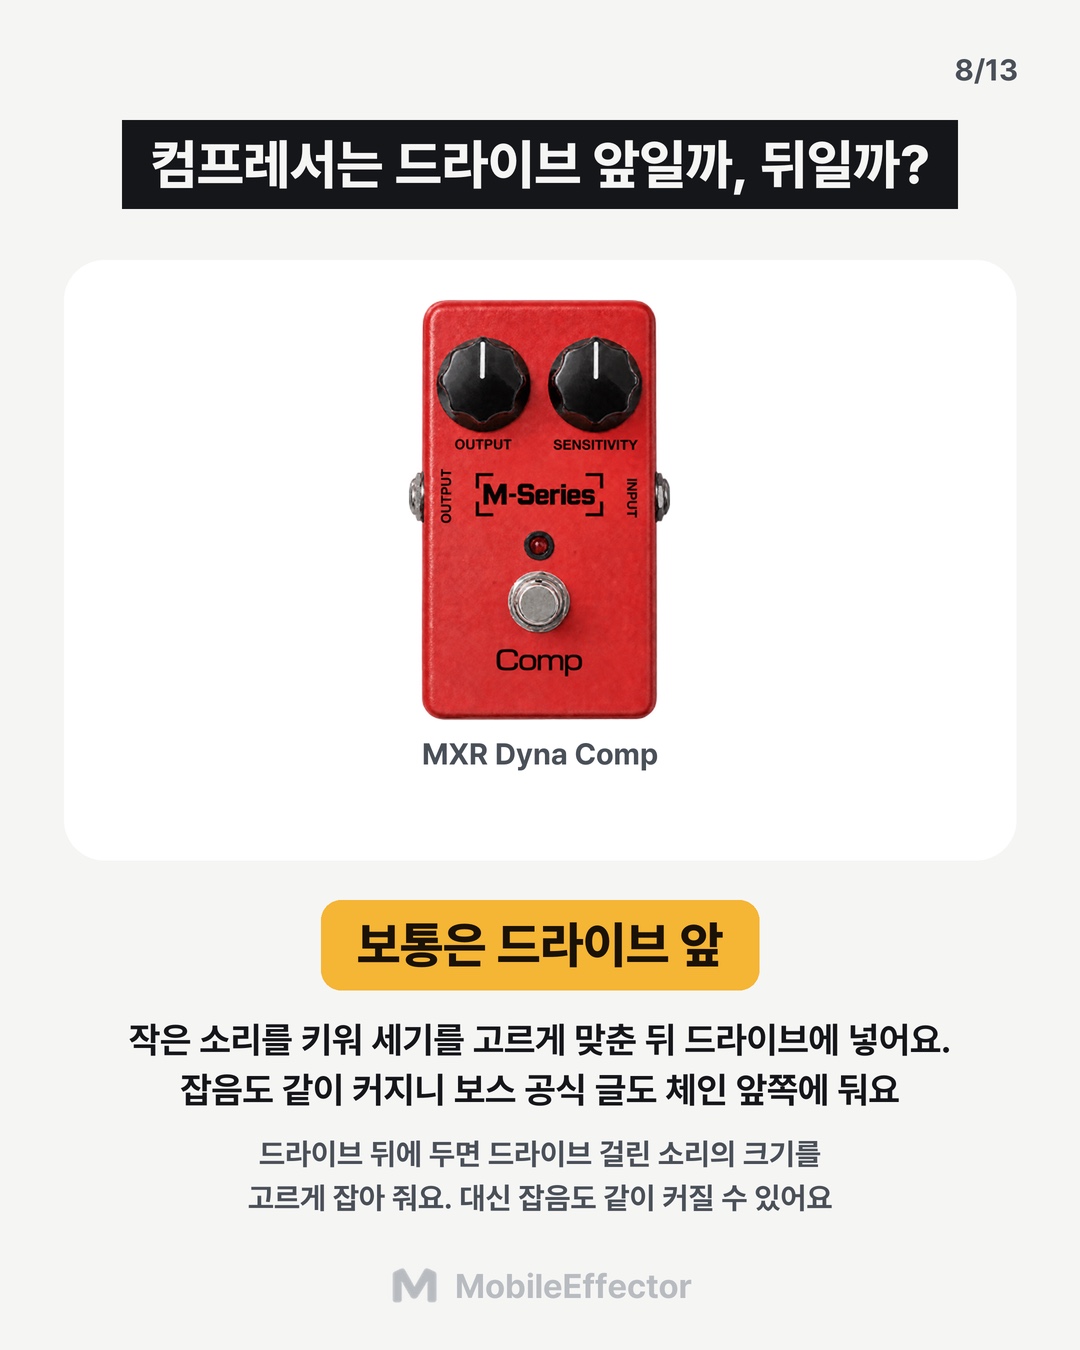 8/13
컴프레서는 드라이브 앞일까, 뒤일까?
OUTPUT
SENSITIVITY
OUTPUT
M-Series
INPUT
Comp
MXR Dyna Comp
보통은 드라이브 앞
작은 소리를 키워 세기를 고르게 맞춘 뒤 드라이브에 넣어요.
잡음도 같이 커지니 보스 공식 글도 체인 앞쪽에 둬요
드라이브 뒤에 두면 드라이브 걸린 소리의 크기를
고르게 잡아 줘요. 대신 잡음도 같이 커질 수 있어요
MobileEffector